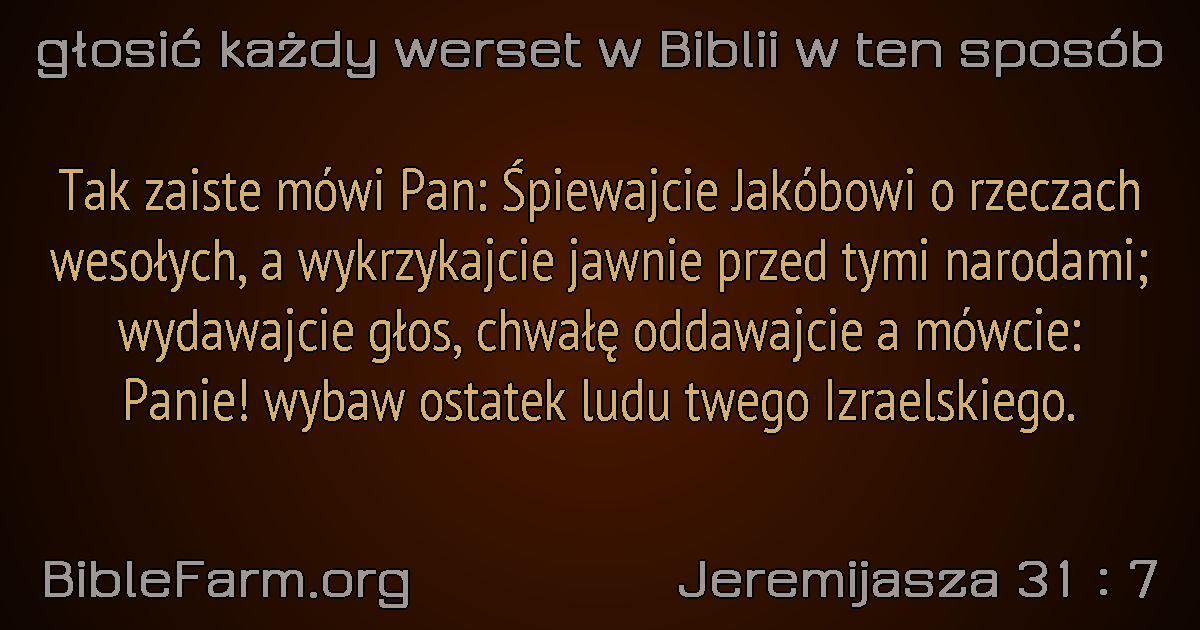 głosić każdy werset w Biblii w ten sposób
Tak zaiste mówi Pan: Śpiewajcie Jakóbowi o rzeczach
wesołych, a wykrzykajcie jawnie przed tymi narodami;
wydawajcie głos, chwałę oddawajcie a mówcie:
Panie! wybaw ostatek ludu twego Izraelskiego.
BibleFarm.org
Jeremijasza 31 : 7